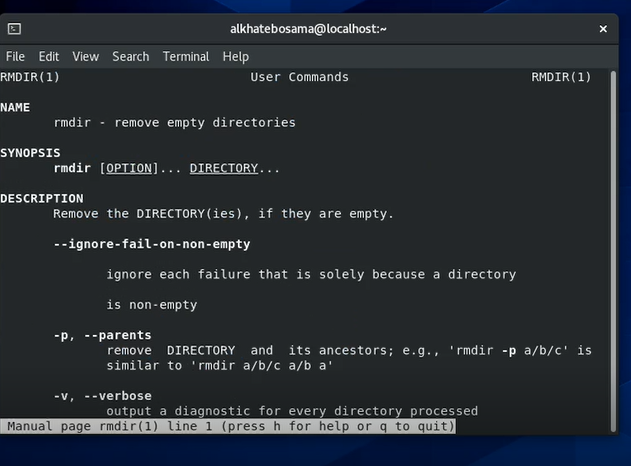 alkhatebosama@localhost:~
File Edit View Search Terminal Help
RMDIR(1) User Commands RMDIR(1)
NAME
rmdir - remove empty directories
SYNOPSIS
rmdir [OPTION]... DIRECTORY...
DESCRIPTION
Remove the DIRECTORY(ies), if they are empty.
--ignore-fail-on-non-empty
ignore each failure that is solely because a directory
is non-empty
-p, --parents
remove DIRECTORY and its ancestors; e.g., 'rmdir -p a/b/c' is
similar to 'rmdir a/b/c a/b a'
-v, --verbose
output a diagnostic for every directory processed
Manual page rmdir(1) line 1 (press h for help or q to quit)